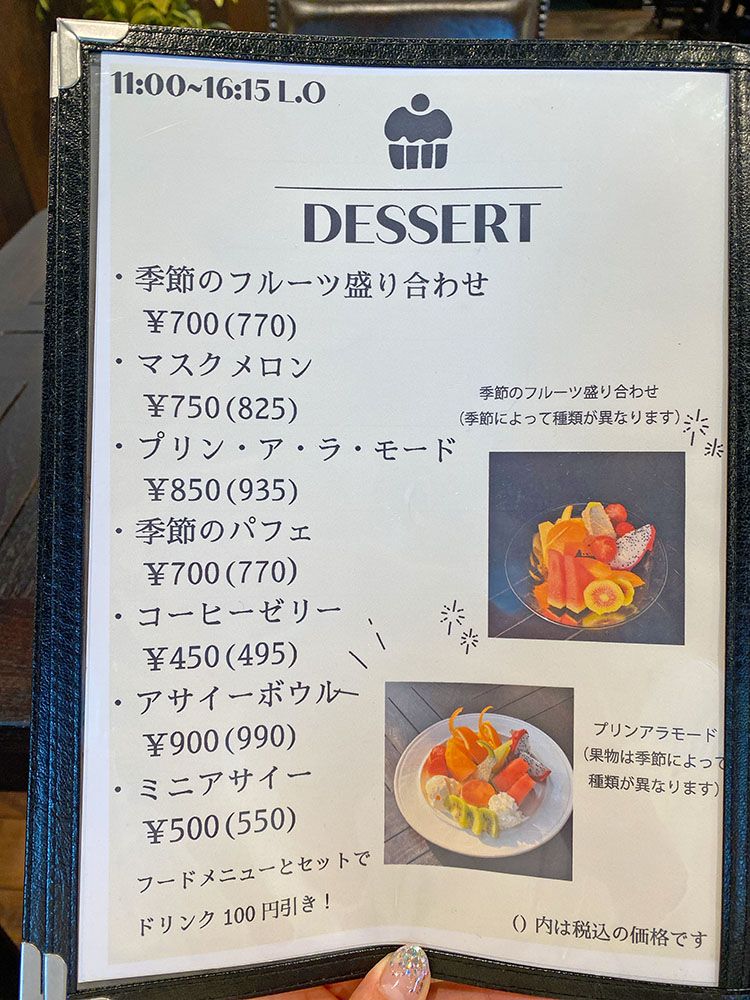 11:00~16:15 L.O
DESSERT
・季節のフルーツ盛り合わせ
¥700(770)
・マスクメロン
¥750(825)
・プリン・ア・ラ・モード
¥850(935)
・季節のパフェ
¥700(770)
・コーヒーゼリー
¥450(495)
・アサイーボウル
¥900(990)
・ミニアサイー
¥500(550)
フードメニューとセットで
ドリンク100円引き！
季節のフルーツ盛り合わせ
（季節によって種類が異なります）
プリンアラモード
（果物は季節によって
種類が異なります）
()内は税込の価格です